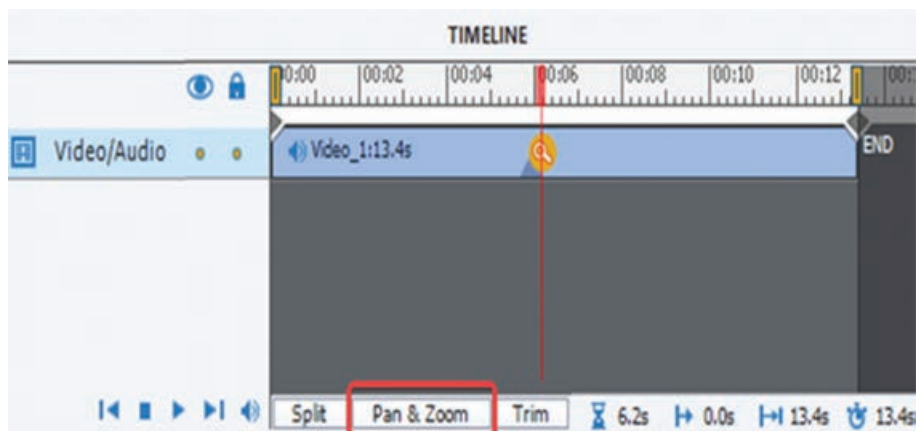 TIMELINE
00:00 00:02 00:04 00:06 00:08 00:10 00:12 00:
Video/Audio Video_1:13.4s END
Split Pan & Zoom Trim 6.2s 0.0s 13.4s 13.4s